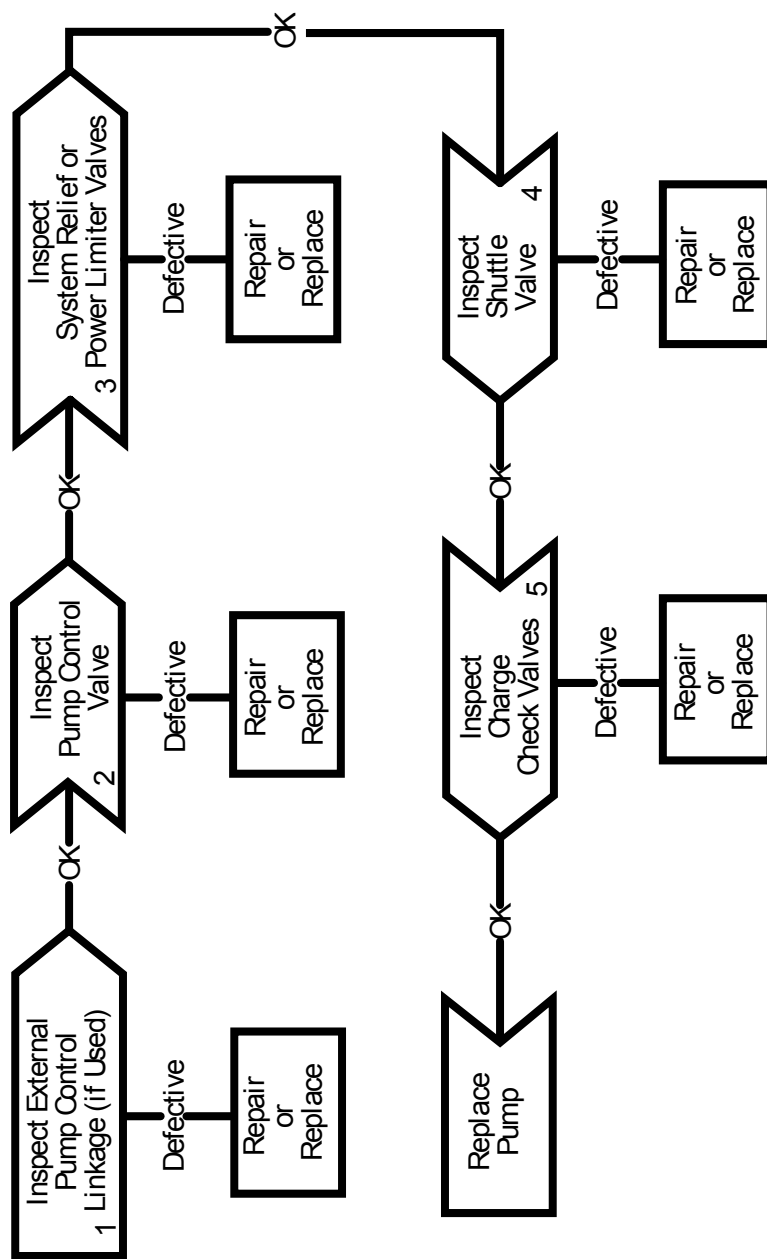 Inspect External
Pump Control
1 Linkage (if Used)
OK
Defective
Repair
or
Replace
Inspect
Pump Control
2 Valve
OK
Defective
Repair
or
Replace
Inspect
System Relief or
3 Power Limiter Valves
OK
Defective
Repair
or
Replace
Inspect
Shuttle
Valve 4
OK
Defective
Repair
or
Replace
Inspect
Charge
Check Valves 5
OK
Defective
Repair
or
Replace
Replace
Pump